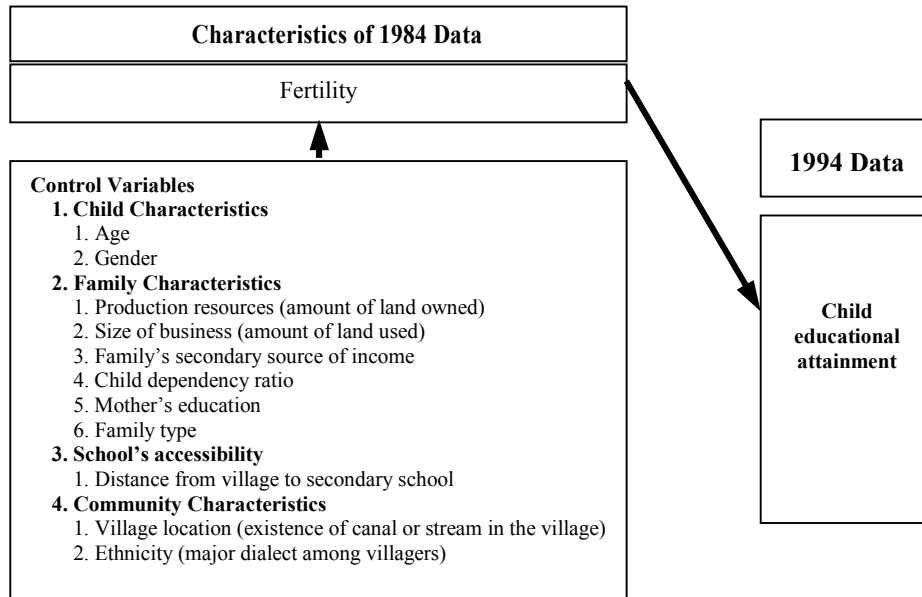 Characteristics of 1984 Data
Fertility
Control Variables
1. Child Characteristics
1. Age
2. Gender
2. Family Characteristics
1. Production resources (amount of land owned)
2. Size of business (amount of land used)
3. Family’s secondary source of income
4. Child dependency ratio
5. Mother’s education
6. Family type
3. School’s accessibility
1. Distance from village to secondary school
4. Community Characteristics
1. Village location (existence of canal or stream in the village)
2. Ethnicity (major dialect among villagers)
1994 Data
Child
educational
attainment